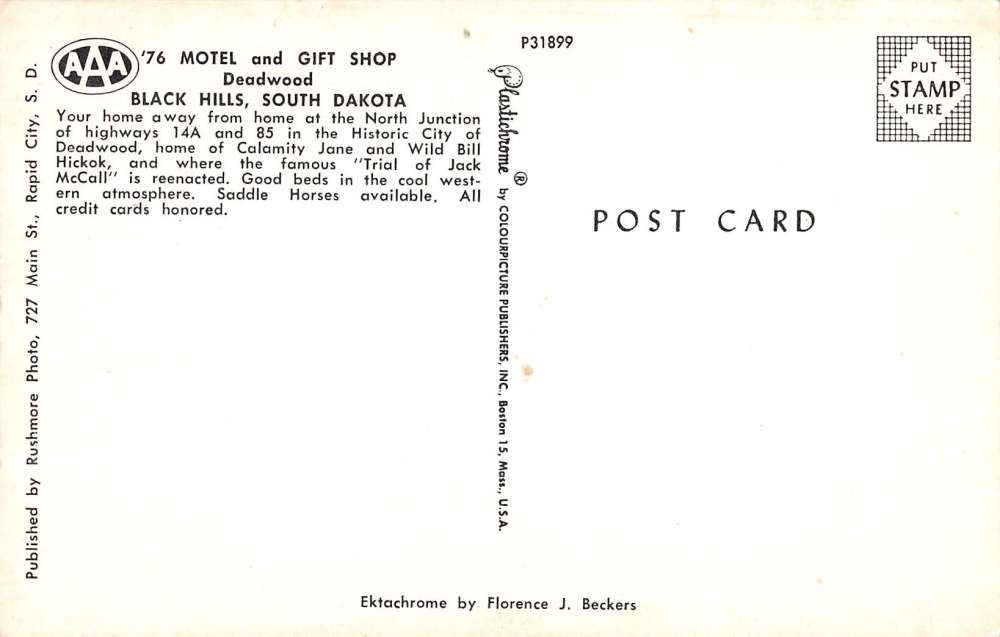 AAA
'76 MOTEL and GIFT SHOP
Deadwood
BLACK HILLS, SOUTH DAKOTA
Your home away from home at the North Junction
of highways 14A and 85 in the Historic City of
Deadwood, home of Calamity Jane and Wild Bill
Hickok, and where the famous "Trial of Jack
McCall" is reenacted. Good beds in the cool west-
ern atmosphere. Saddle Horses available. All
credit cards honored.
Published by Rushmore Photo, 727 Main St., Rapid City, S. D.
P31899
Plastichrome ® by COLOURPICTURE PUBLISHERS, INC., Boston 15, Mass., U.S.A.
PUT
STAMP
HERE
POST CARD
Ektachrome by Florence J. Beckers